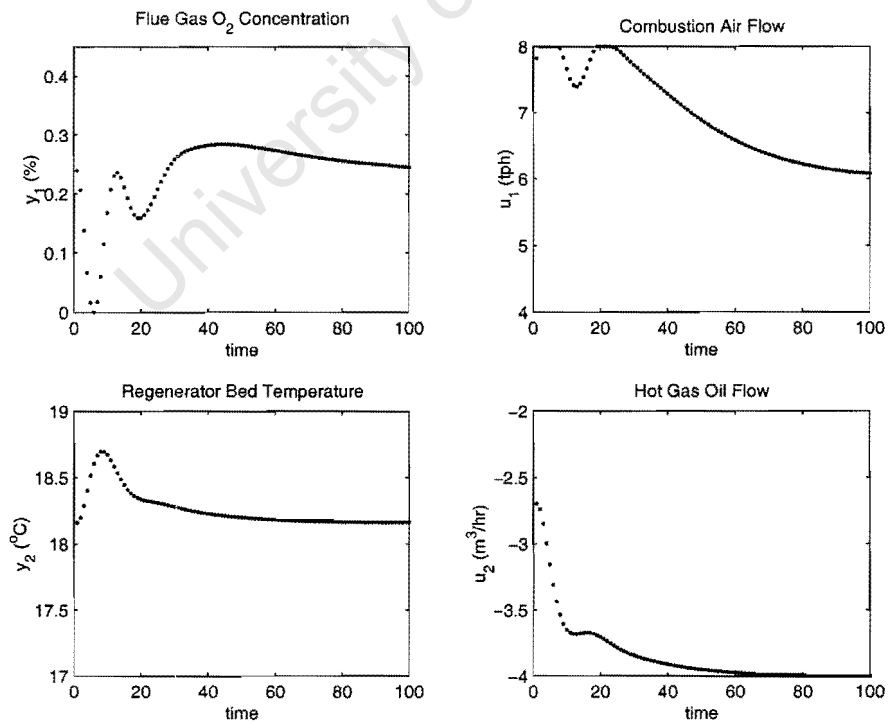 Flue Gas O2 Concentration
0.4
0.3
0.2
0.1
0
y1 (%)
0 20 40 60 80 100
time
Combustion Air Flow
8
7
6
5
4
u1 (tph)
0 20 40 60 80 100
time
Regenerator Bed Temperature
19
18.5
18
17.5
17
y2 (°C)
0 20 40 60 80 100
time
Hot Gas Oil Flow
-2
-2.5
-3
-3.5
-4
u2 (m3/hr)
0 20 40 60 80 100
time
University of